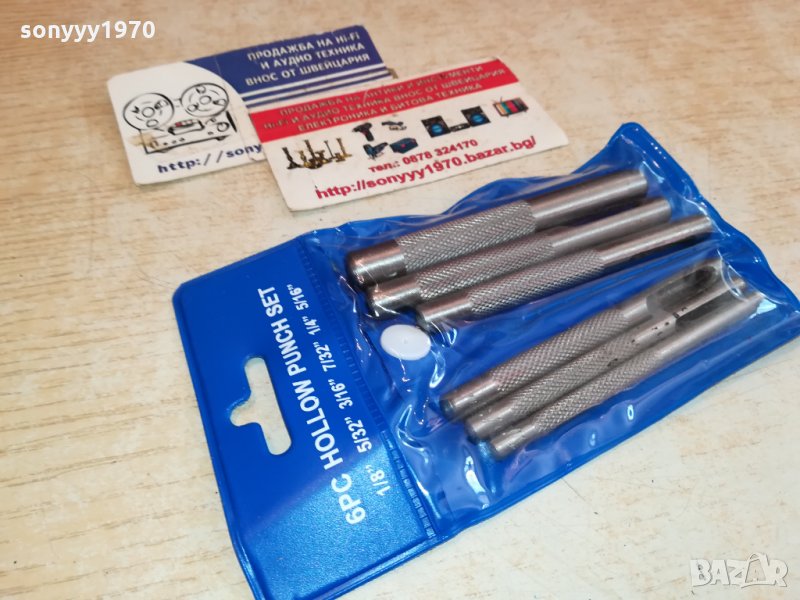 sonyyy1970
ПРОДАЖБА НА Hi-Fi
И АУДИО ТЕХНИКА
ВНОС ОТ ШВЕЙЦАРИЯ
http://sony
ПРОДАЖБА НА АНТИКИ И ИНСТРУМЕНТИ
Hi-Fi И АУДИО ТЕХНИКА ВНОС ОТ ШВЕЙЦАРИЯ
ЕЛЕКТРОНИКА И БИТОВА ТЕХНИКА
тел.: 0878 324170
http://sonyyy1970.bazar.bg/
6PC HOLLOW PUNCH SET
1/8" 5/32" 3/16" 7/32" 1/4" 5/16"
BAZAR